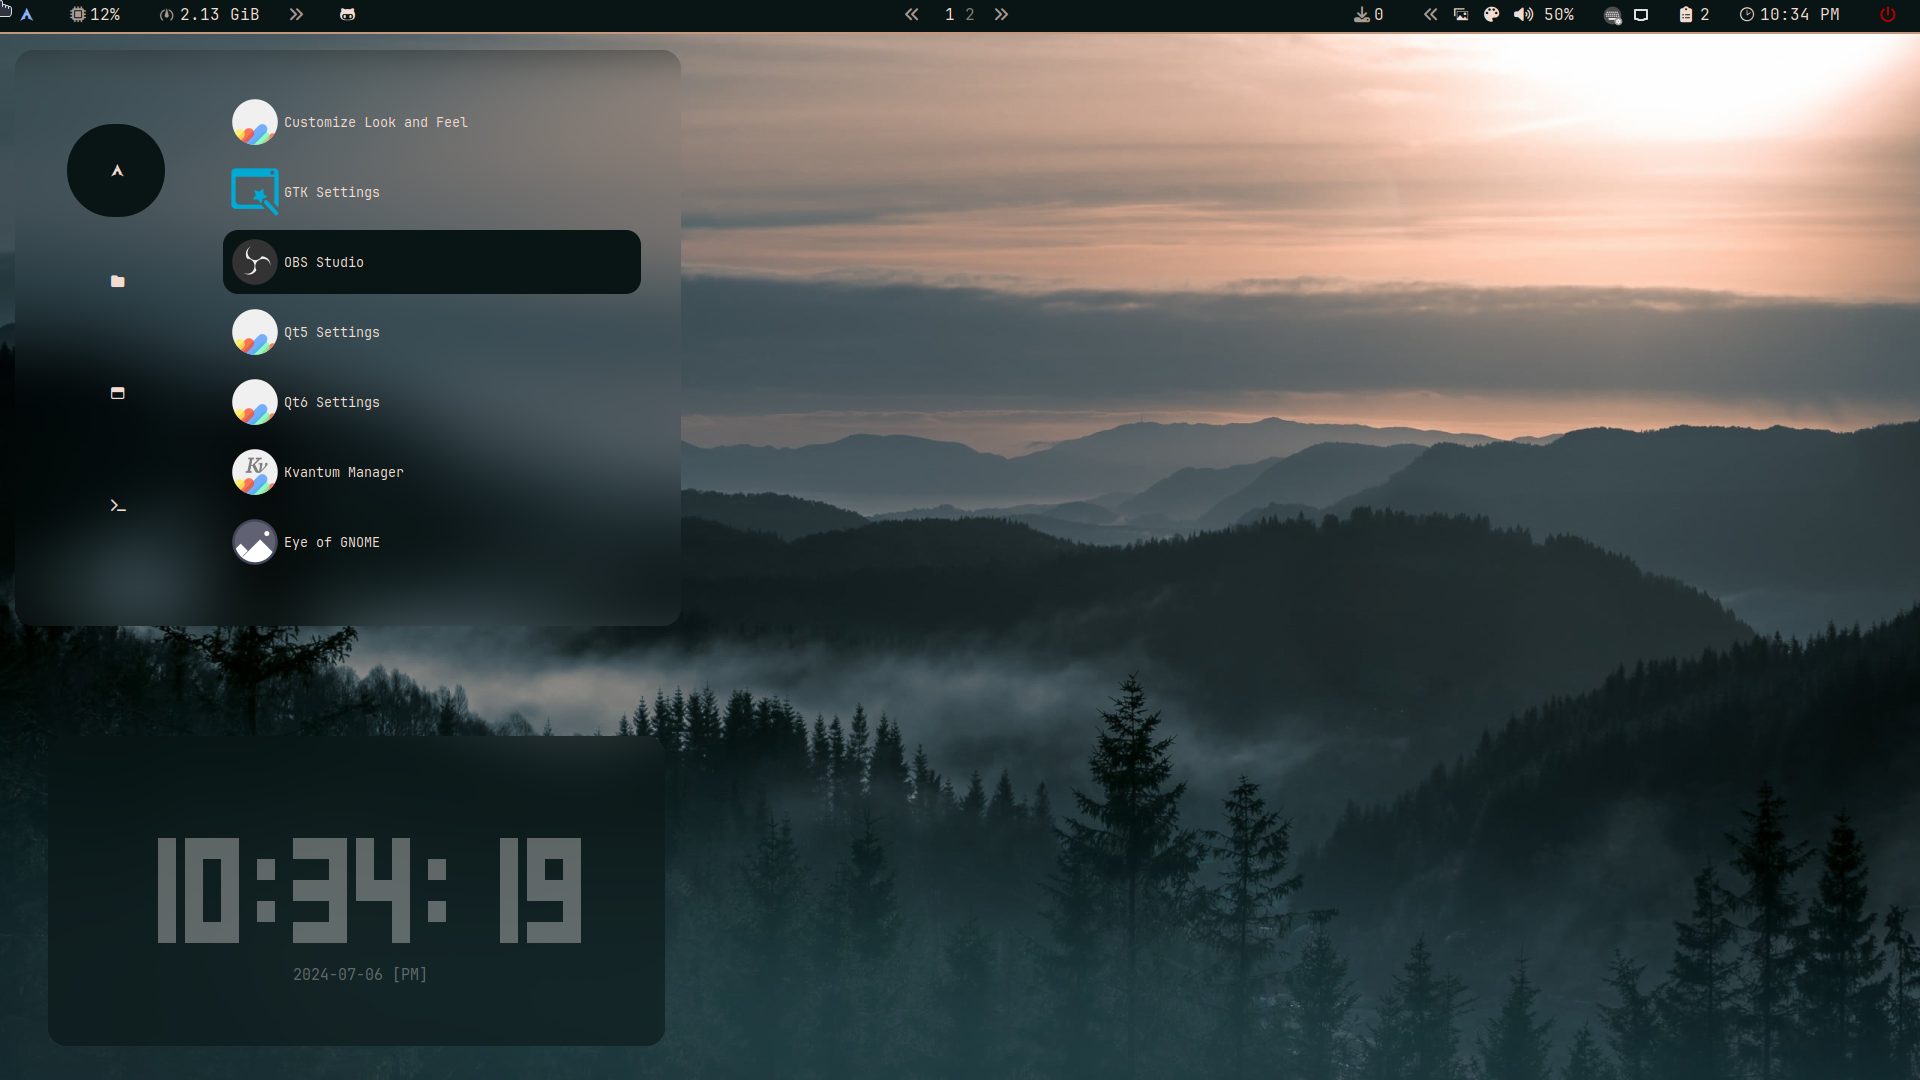 12% 2.13 GiB 1 2 0 50% 2 10:34 PM
Customize Look and Feel
GTK Settings
OBS Studio
Qt5 Settings
Qt6 Settings
Kv Kvantum Manager
Eye of GNOME
10:34:19
2024-07-06 [PM]